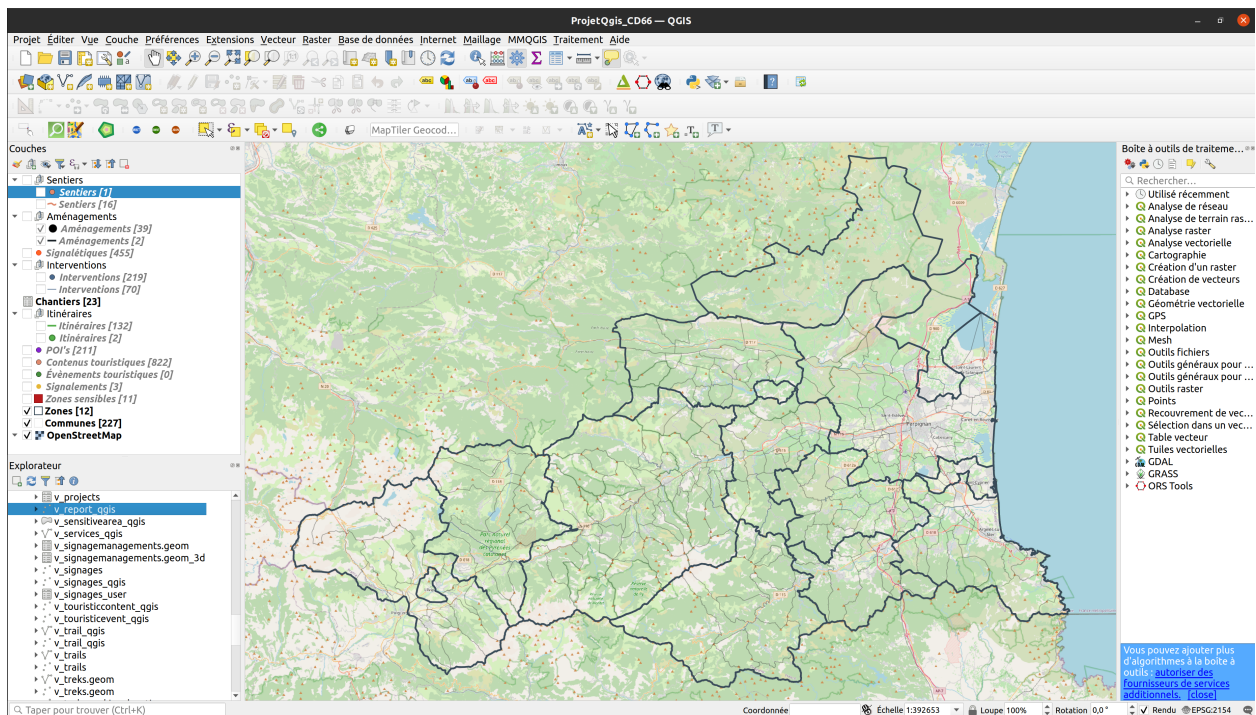 ProjetQgis_CD66 — QGIS
Projet Éditer Vue Couche Préférences Extensions Vecteur Raster Base de données Internet Maillage MMQGIS Traitement Aide
MapTiler Geocod...
Couches
Sentiers
Sentiers [1]
Sentiers [16]
Aménagements
Aménagements [39]
Aménagements [2]
Signalétiques [455]
Interventions
Interventions [219]
Interventions [70]
Chantiers [23]
Itinéraires
Itinéraires [132]
Itinéraires [2]
POI's [211]
Contenus touristiques [822]
Évènements touristiques [0]
Signalements [3]
Zones sensibles [11]
Zones [12]
Communes [227]
OpenStreetMap
Explorateur
v_projects
v_report_qgis
v_sensitivearea_qgis
v_services_qgis
v_signagemanagements.geom
v_signagemanagements.geom_3d
v_signages
v_signages_qgis
v_signages_user
v_touristiccontent_qgis
v_touristicevent_qgis
v_trail_qgis
v_trail_qgis
v_trails
v_trails
v_treks.geom
v_treks.geom
Perpignan
Boîte à outils de traiteme...
Rechercher...
Utilisé récemment
Analyse de réseau
Analyse de terrain ras...
Analyse raster
Analyse vectorielle
Cartographie
Création d'un raster
Création de vecteurs
Database
Géométrie vectorielle
GPS
Interpolation
Mesh
Outils fichiers
Outils généraux pour ...
Outils généraux pour ...
Outils raster
Points
Recouvrement de vec...
Sélection dans un vec...
Table vecteur
Tuiles vectorielles
GDAL
GRASS
ORS Tools
Vous pouvez ajouter plus
d'algorithmes à la boîte à
outils : autoriser des
fournisseurs de services
additionnels. [close]
Taper pour trouver (Ctrl+K)
Coordonnée
Échelle 1:392653
Loupe 100%
Rotation 0,0°
Rendu
EPSG:2154